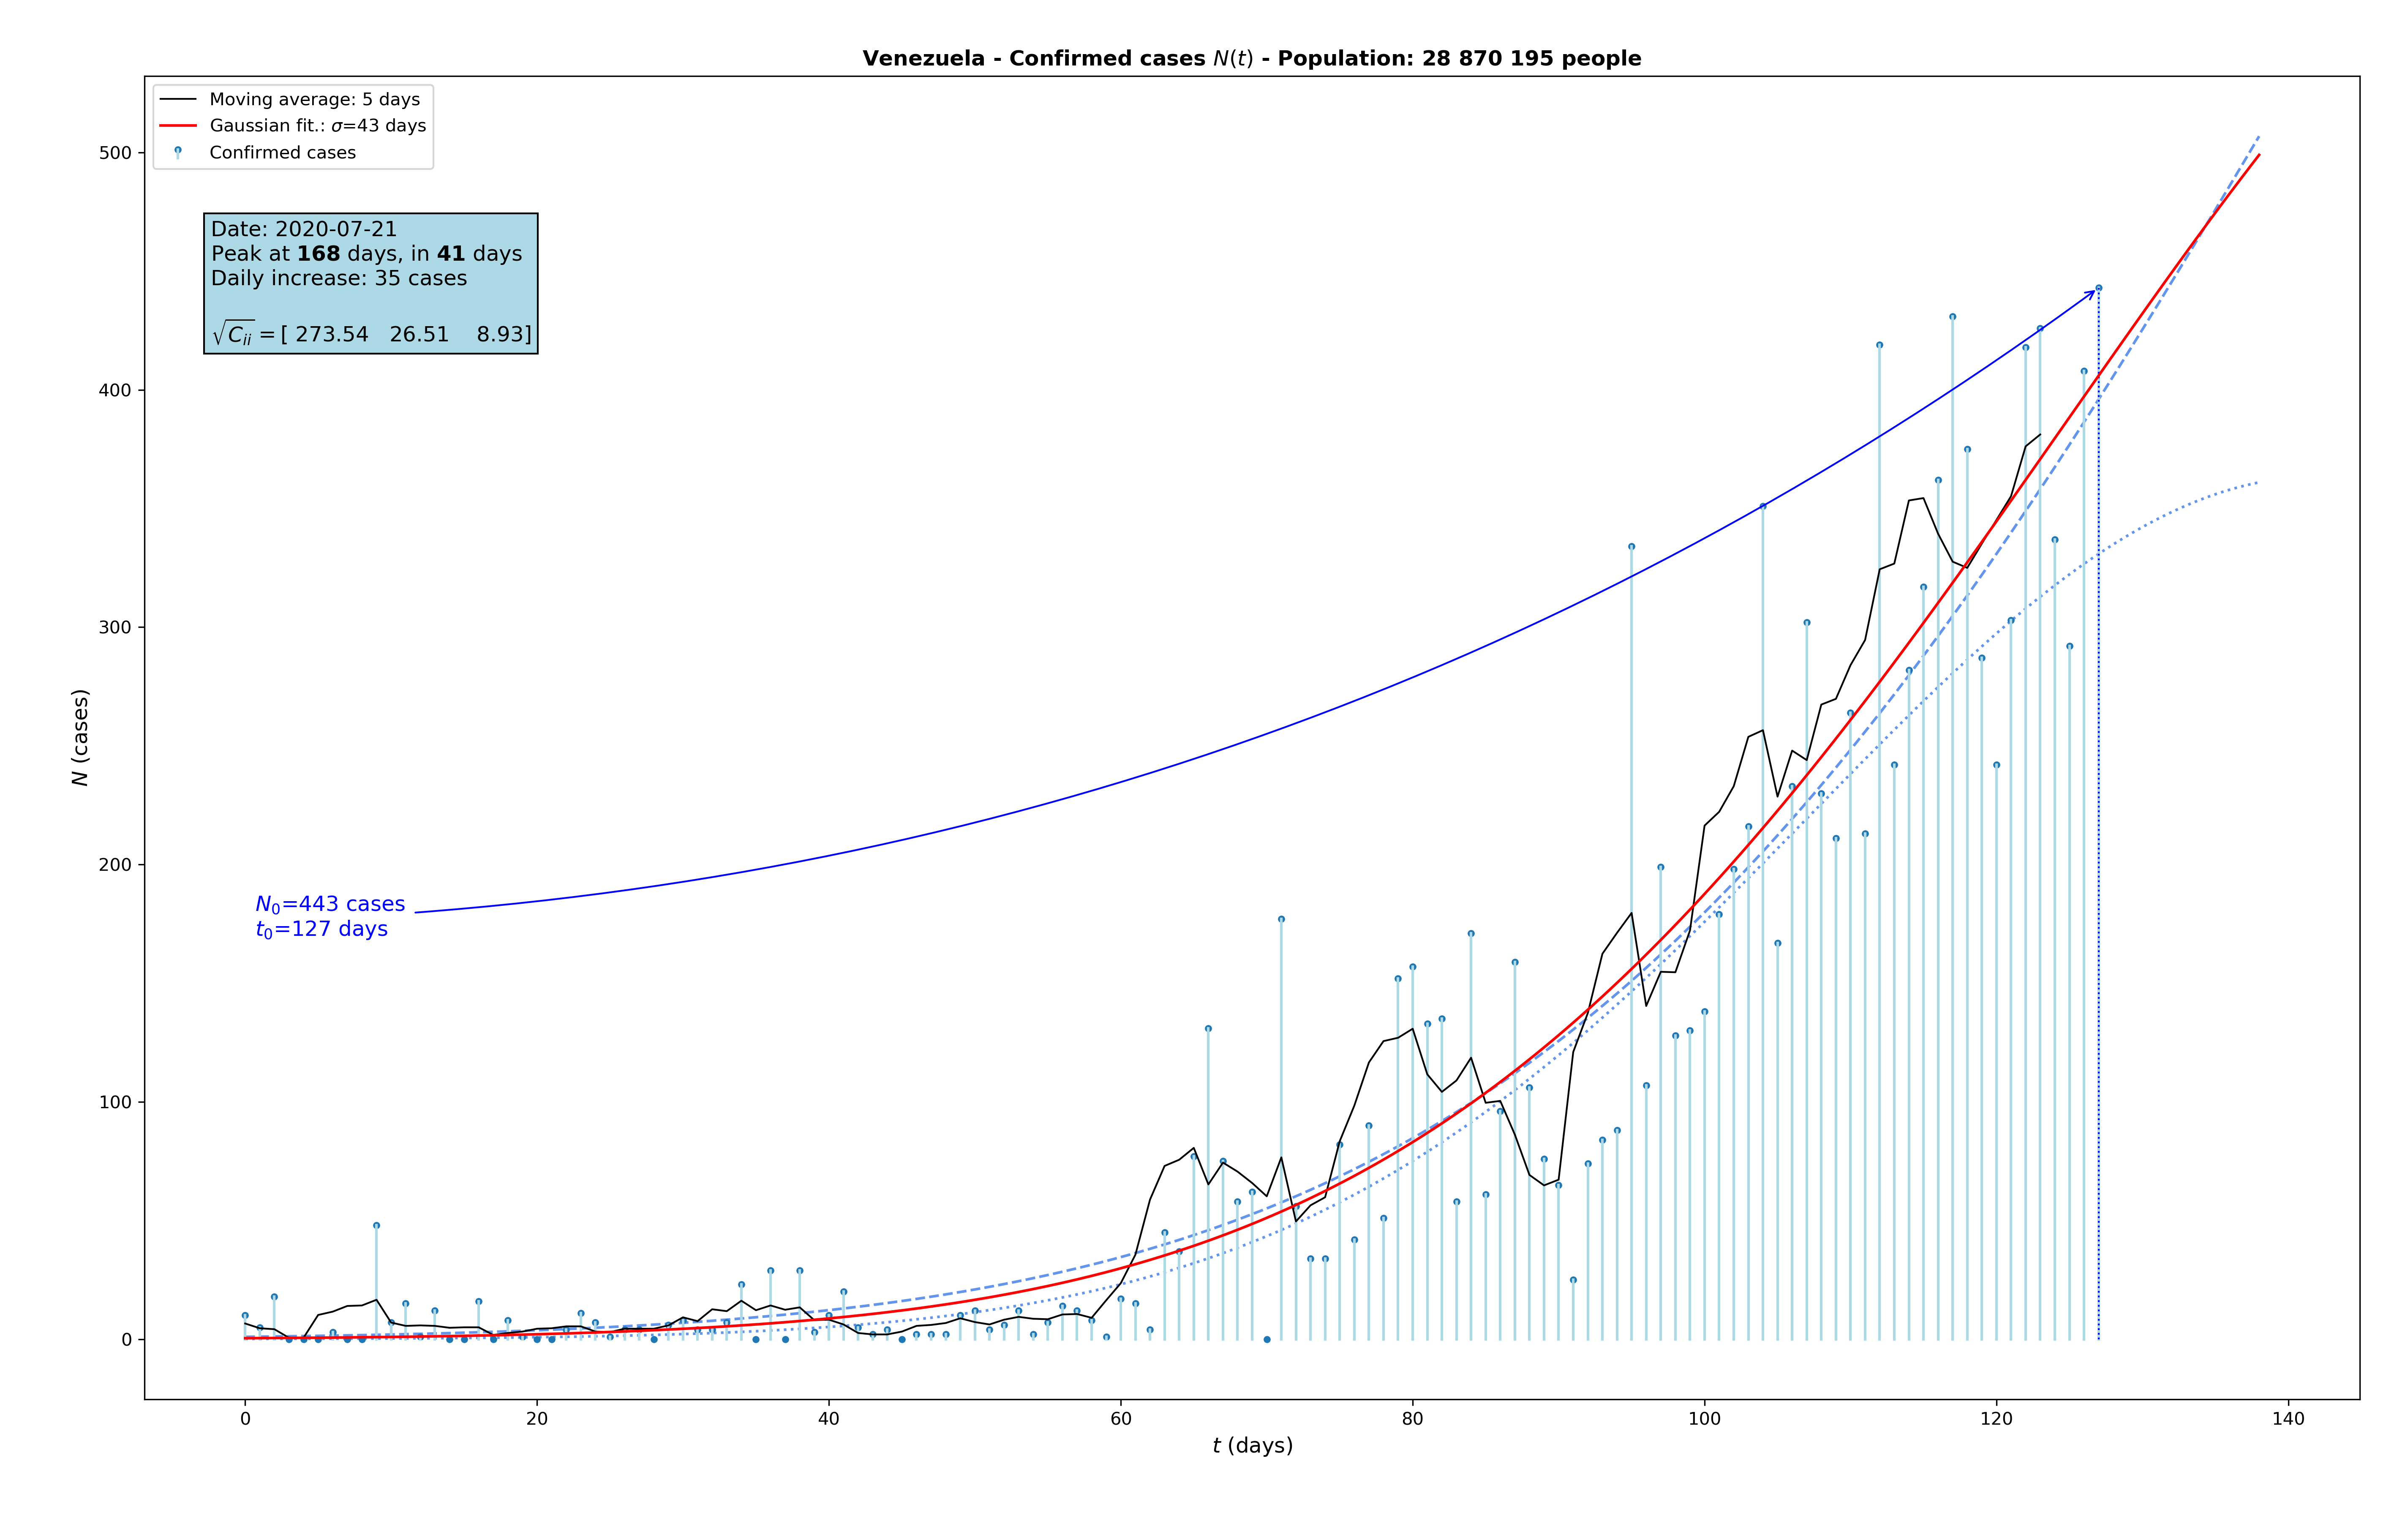 Venezuela - Confirmed cases N(t) - Population: 28 870 195 people
Moving average: 5 days
Gaussian fit.: σ=43 days
Confirmed cases
Date: 2020-07-21
Peak at 168 days, in 41 days
Daily increase: 35 cases
√C_ii = [ 273.54 26.51 8.93]
N₀=443 cases
t₀=127 days
N (cases)
500
400
300
200
100
0
0 20 40 60 80 100 120 140
t (days)